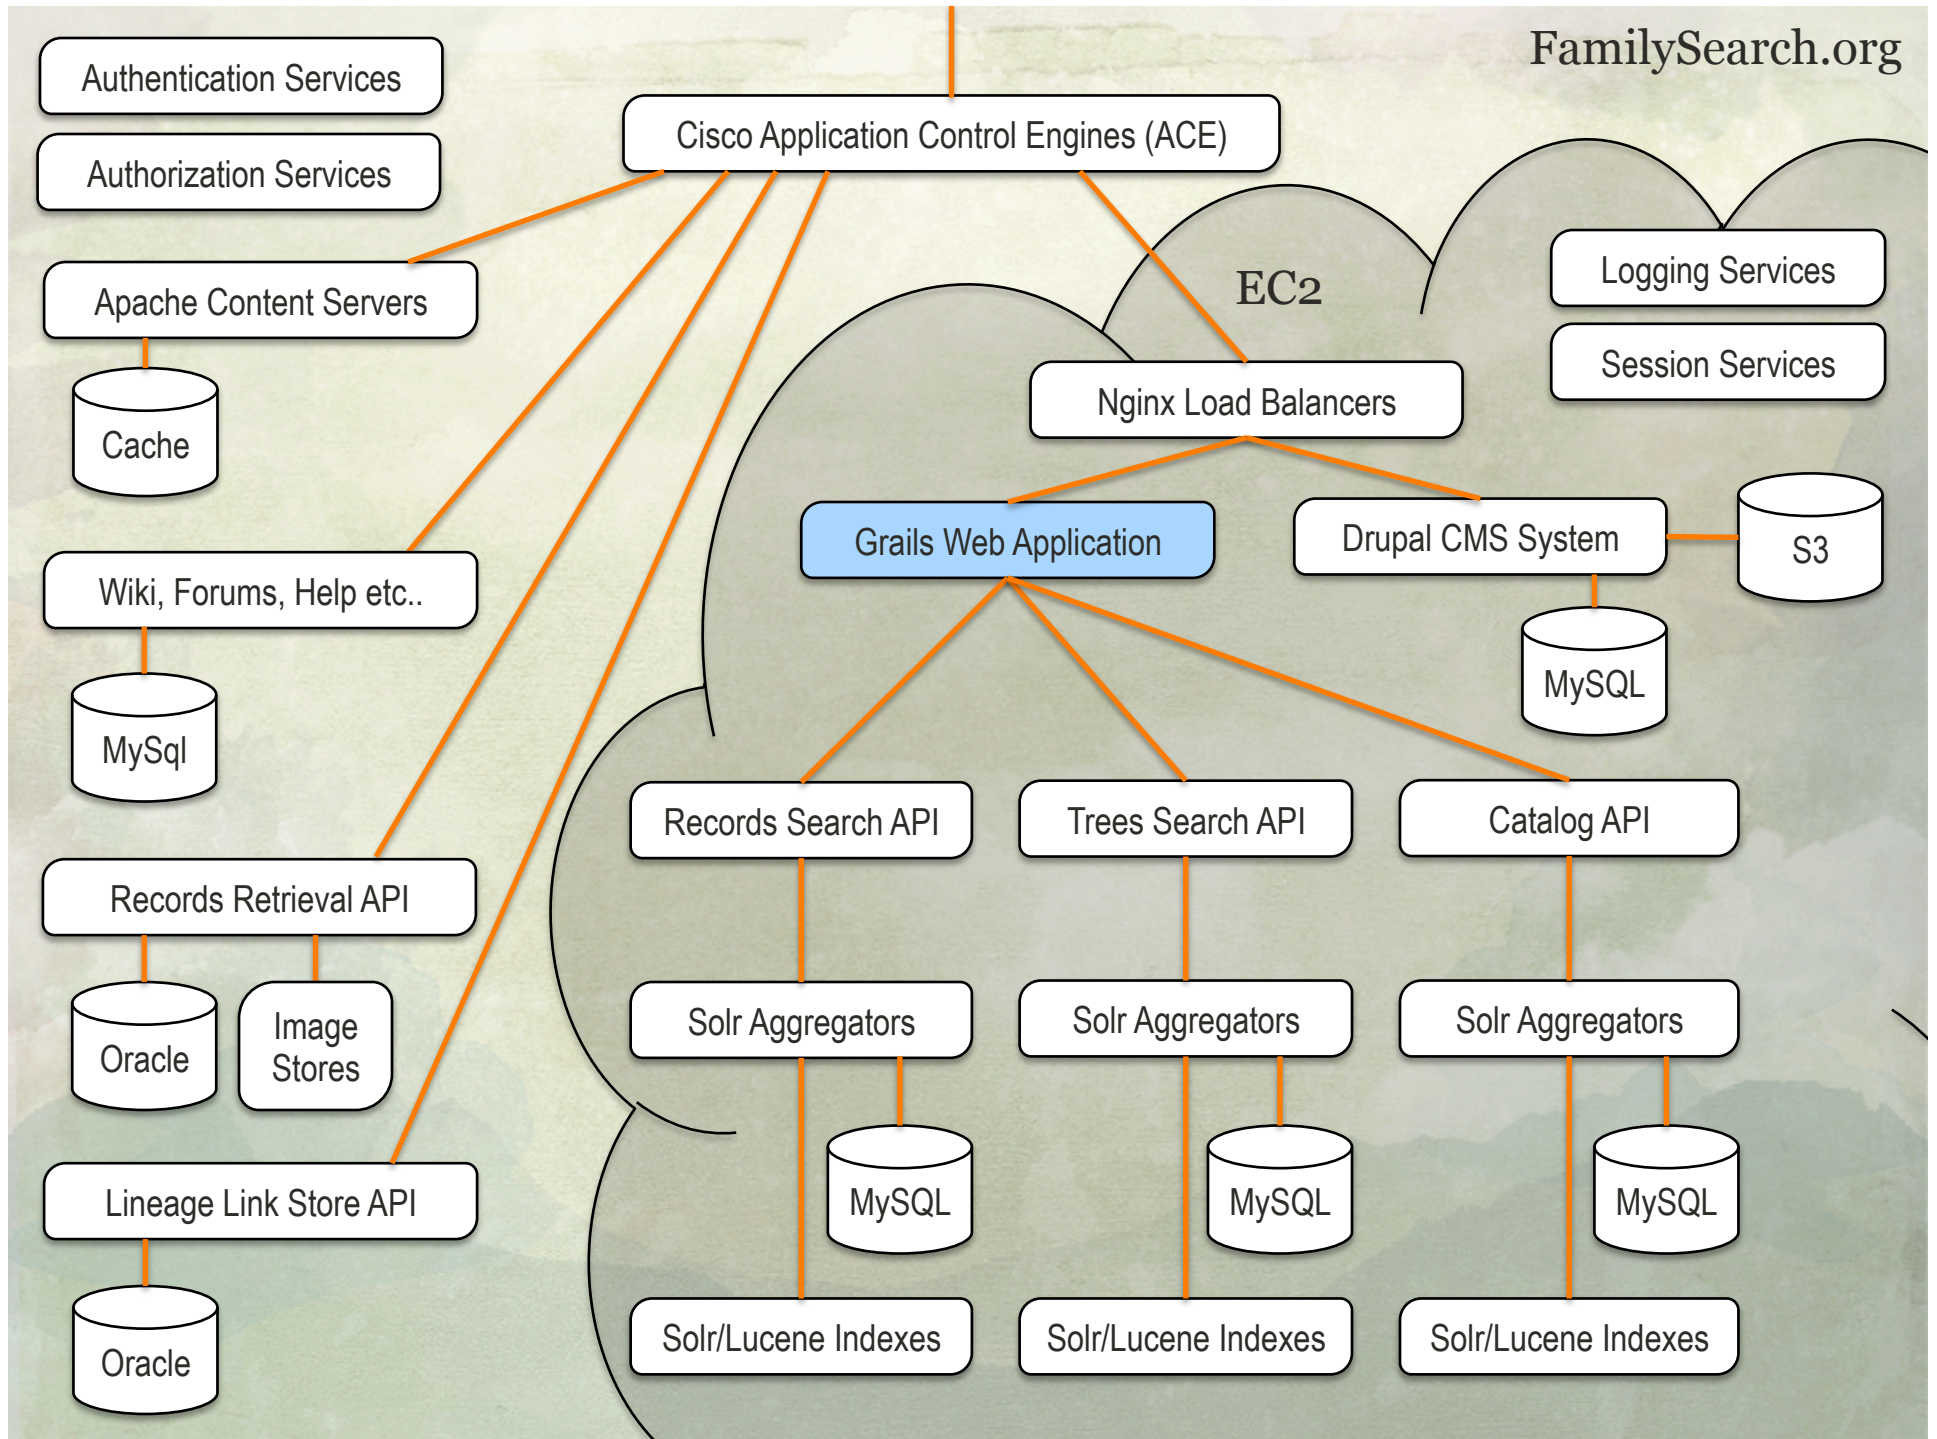 FamilySearch.org
Authentication Services
Cisco Application Control Engines (ACE)
Authorization Services
Logging Services
EC2
Apache Content Servers
Session Services
Nginx Load Balancers
Cache
Grails Web Application
Drupal CMS System
S3
Wiki, Forums, Help etc..
MySQL
MySql
Records Search API
Trees Search API
Catalog API
Records Retrieval API
Solr Aggregators
Solr Aggregators
Solr Aggregators
Oracle
Image
Stores
Lineage Link Store API
MySQL
MySQL
MySQL
Solr/Lucene Indexes
Solr/Lucene Indexes
Solr/Lucene Indexes
Oracle